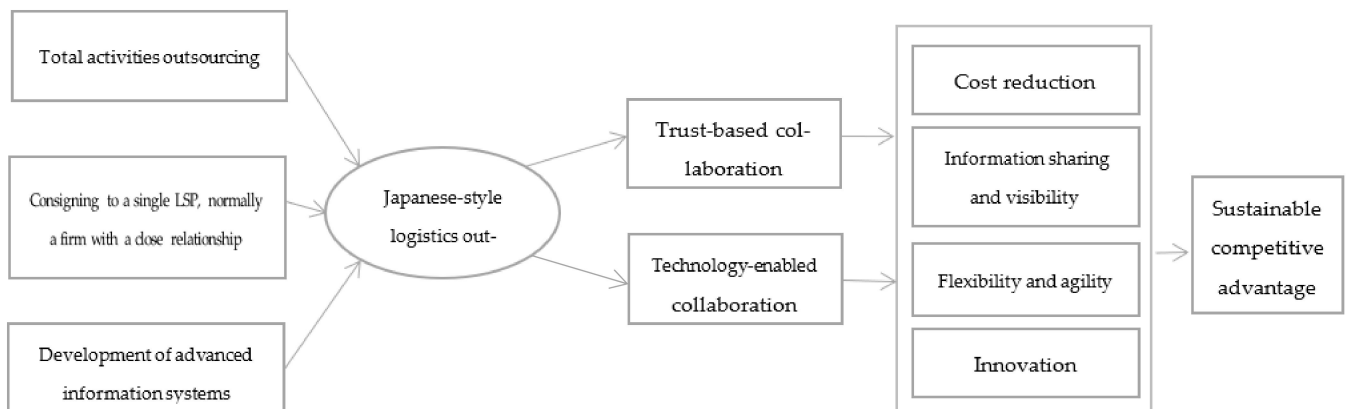 Total activities outsourcing
Consigning to a single LSP, normally
a firm with a close relationship
Development of advanced
information systems
Japanese-style
logistics out-
Trust-based col-
laboration
Technology-enabled
collaboration
Cost reduction
Information sharing
and visibility
Flexibility and agility
Innovation
Sustainable
competitive
advantage